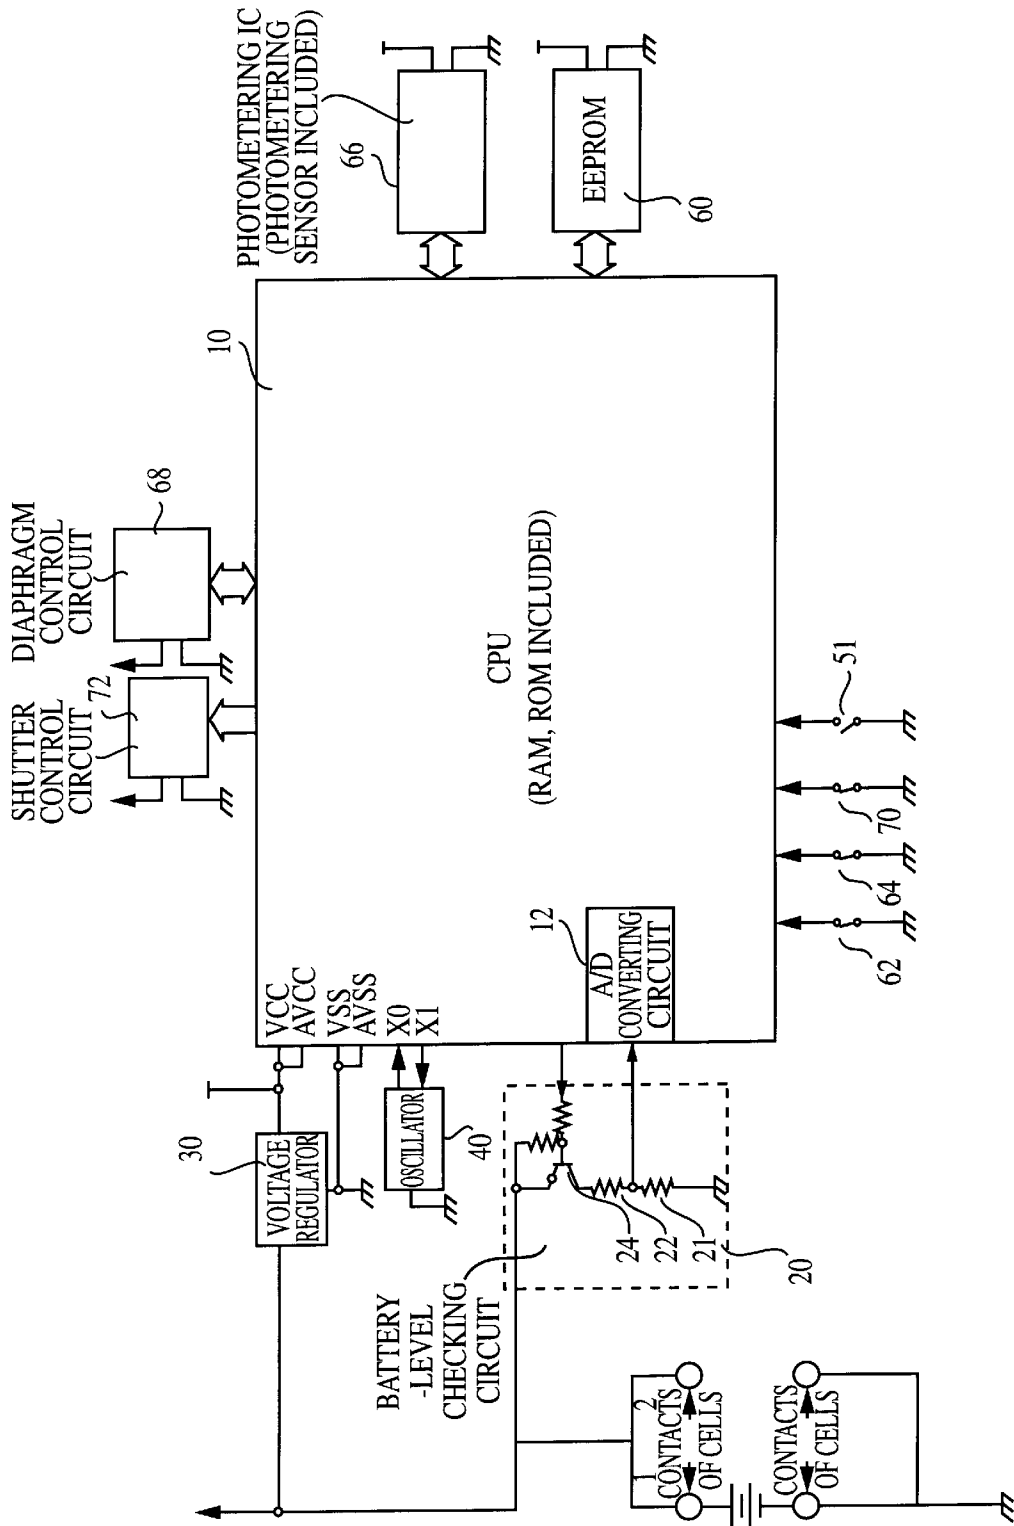 PHOTOMETERING IC
(PHOTOMETERING
SENSOR INCLUDED)
66
EEPROM
60
10
DIAPHRAGM
CONTROL
CIRCUIT
68
SHUTTER
CONTROL
CIRCUIT
72
CPU
(RAM, ROM INCLUDED)
VCC
AVCC
VSS
AVSS
X0
X1
12
A/D
CONVERTING
CIRCUIT
51
70
64
62
30
VOLTAGE
REGULATOR
OSCILLATOR
40
BATTERY
-LEVEL
CHECKING
CIRCUIT
24
22
21
20
1
2
CONTACTS
OF CELLS
CONTACTS
OF CELLS